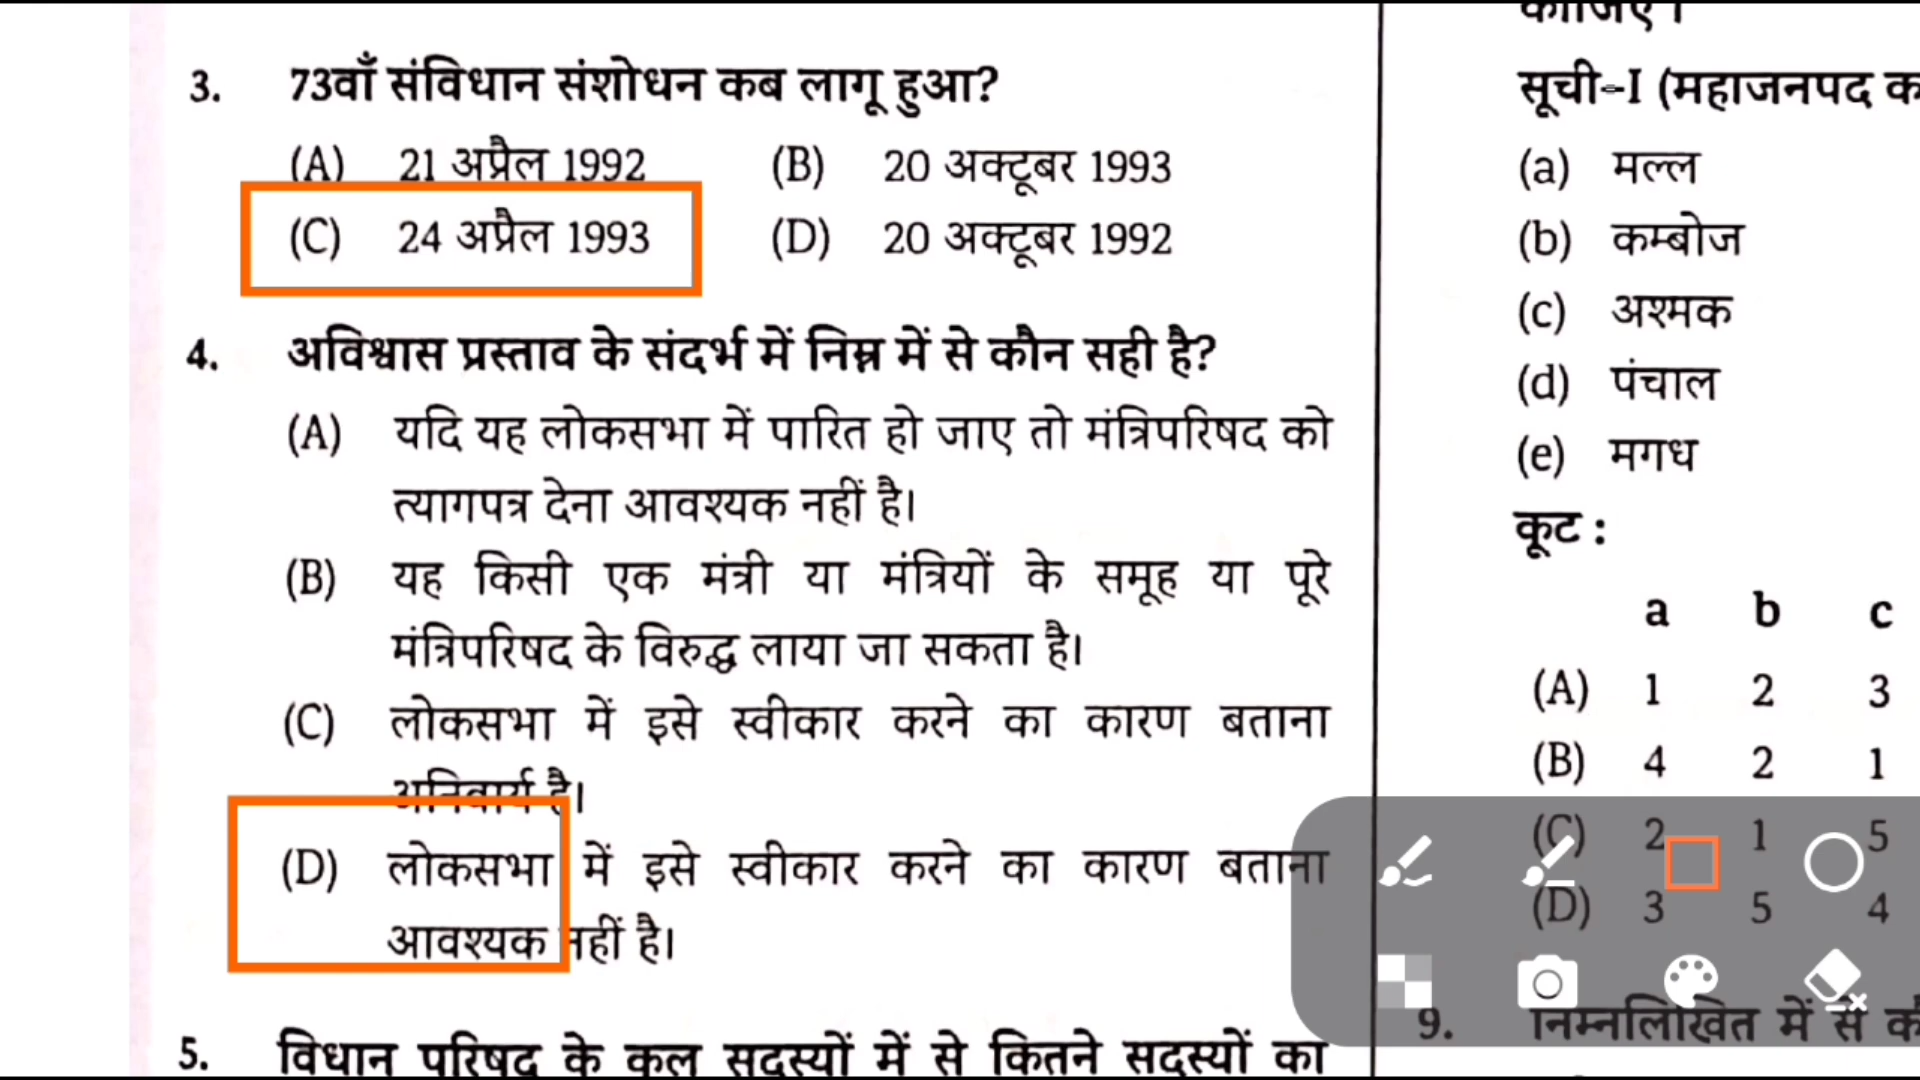 3. 73वाँ संविधान संशोधन कब लागू हुआ?
(A) 21 अप्रैल 1992 (B) 20 अक्टूबर 1993
(C) 24 अप्रैल 1993 (D) 20 अक्टूबर 1992
4. अविश्वास प्रस्ताव के संदर्भ में निम्न में से कौन सही है?
(A) यदि यह लोकसभा में पारित हो जाए तो मंत्रिपरिषद को
त्यागपत्र देना आवश्यक नहीं है।
(B) यह किसी एक मंत्री या मंत्रियों के समूह या पूरे
मंत्रिपरिषद के विरुद्ध लाया जा सकता है।
(C) लोकसभा में इसे स्वीकार करने का कारण बताना
अनिवार्य है।
(D) लोकसभा में इसे स्वीकार करने का कारण बताना
आवश्यक नहीं है।
5. विधान परिषद के कुल सदस्यों में से कितने सदस्यों का
कीजिए।
सूची-I (महाजनपद
(a) मल्ल
(b) कम्बोज
(c) अश्मक
(d) पंचाल
(e) मगध
कूट :
a b c
(A) 1 2 3
(B) 4 2 1
(C) 2 1 5
(D) 3 5 4
9. निम्नलिखित में से